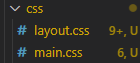 css
# layout.css 9+, U
# main.css 6, U